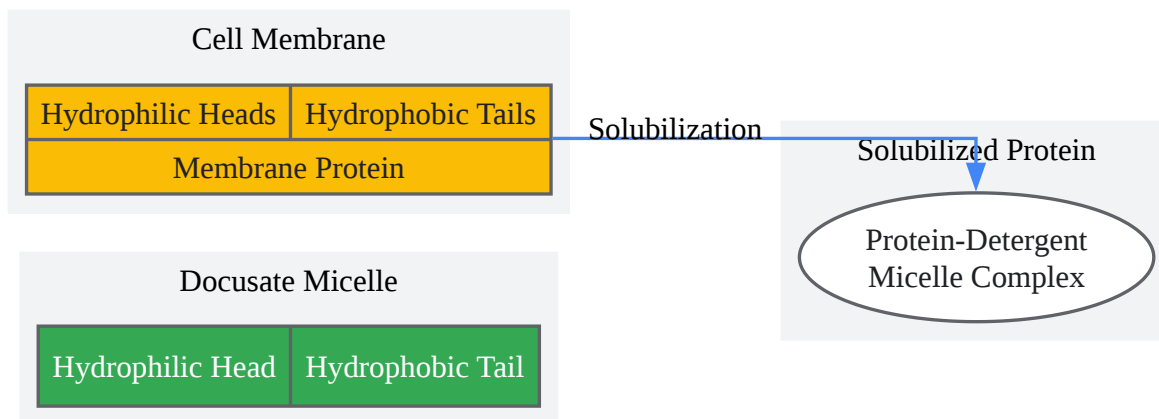 Cell Membrane
Hydrophilic Heads
Hydrophobic Tails
Membrane Protein
Solubilization
Solubilized Protein
Protein-Detergent
Micelle Complex
Docusate Micelle
Hydrophilic Head
Hydrophobic Tail